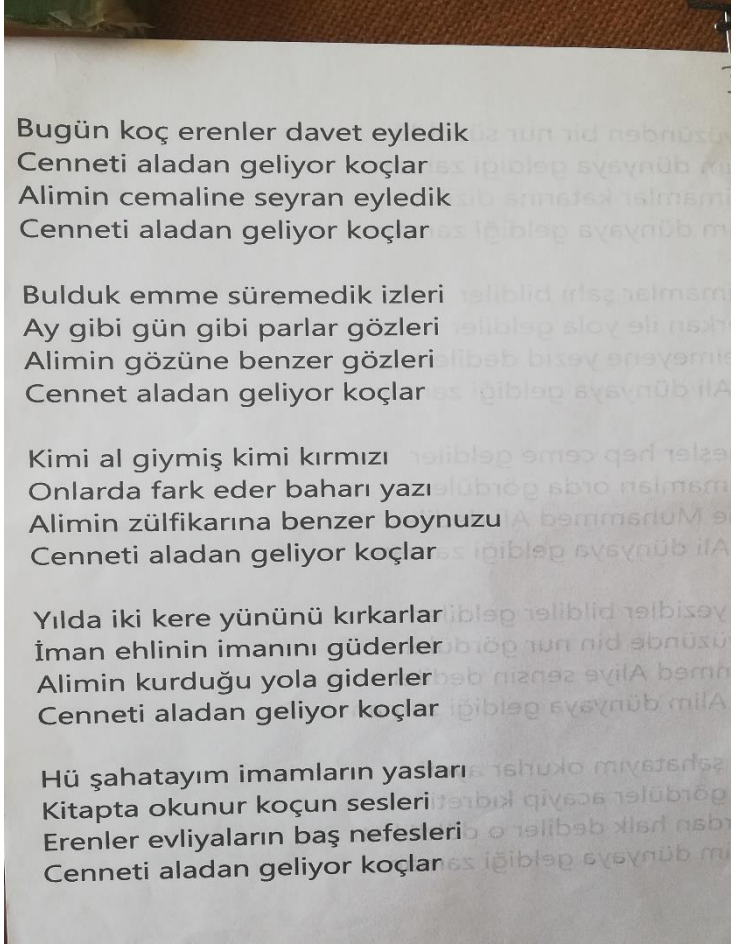 Bugün koç erenler davet eyledik
Cenneti aladan geliyor koçlar
Alimin cemaline seyran eyledik
Cenneti aladan geliyor koçlar
Bulduk emme süremedik izleri
Ay gibi gün gibi parlar gözleri
Alimin gözüne benzer gözleri
Cennet aladan geliyor koçlar
Kimi al giymiş kimi kırmızı
Onlarda fark eder baharı yazı
Alimin zülfikarına benzer boynuzu
Cenneti aladan geliyor koçlar
Yılda iki kere yününü kırkarlar
İman ehlinin imanını güderler
Alimin kurduğu yola giderler
Cenneti aladan geliyor koçlar
Hü şahatayım imamların yasları
Kitapta okunur koçun sesleri
Erenler evliyaların baş nefesleri
Cenneti aladan geliyor koçlar